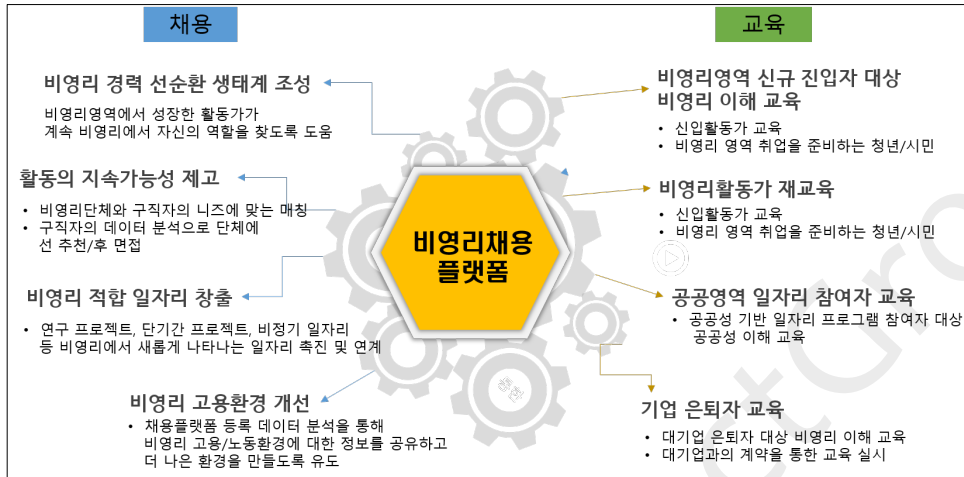 채용
비영리 경력 선순환 생태계 조성
비영리영역에서 성장한 활동가가
계속 비영리에서 자신의 역할을 찾도록 도움
활동의 지속가능성 제고
• 비영리단체와 구직자의 니즈에 맞는 매칭
• 구직자의 데이터 분석으로 단체에
선 추천/후 면접
비영리 적합 일자리 창출
• 연구 프로젝트, 단기간 프로젝트, 비정기 일자리
등 비영리에서 새롭게 나타나는 일자리 촉진 및 연계
비영리 고용환경 개선
• 채용플랫폼 등록 데이터 분석을 통해
비영리 고용/노동환경에 대한 정보를 공유하고
더 나은 환경을 만들도록 유도
비영리채용
플랫폼
교육
비영리영역 신규 진입자 대상
비영리 이해 교육
• 신입활동가 교육
• 비영리 영역 취업을 준비하는 청년/시민
비영리활동가 재교육
• 신입활동가 교육
• 비영리 영역 취업을 준비하는 청년/시민
공공영역 일자리 참여자 교육
• 공공성 기반 일자리 프로그램 참여자 대상
공공성 이해 교육
기업 은퇴자 교육
• 대기업 은퇴자 대상 비영리 이해 교육
• 대기업과의 계약을 통한 교육 실시